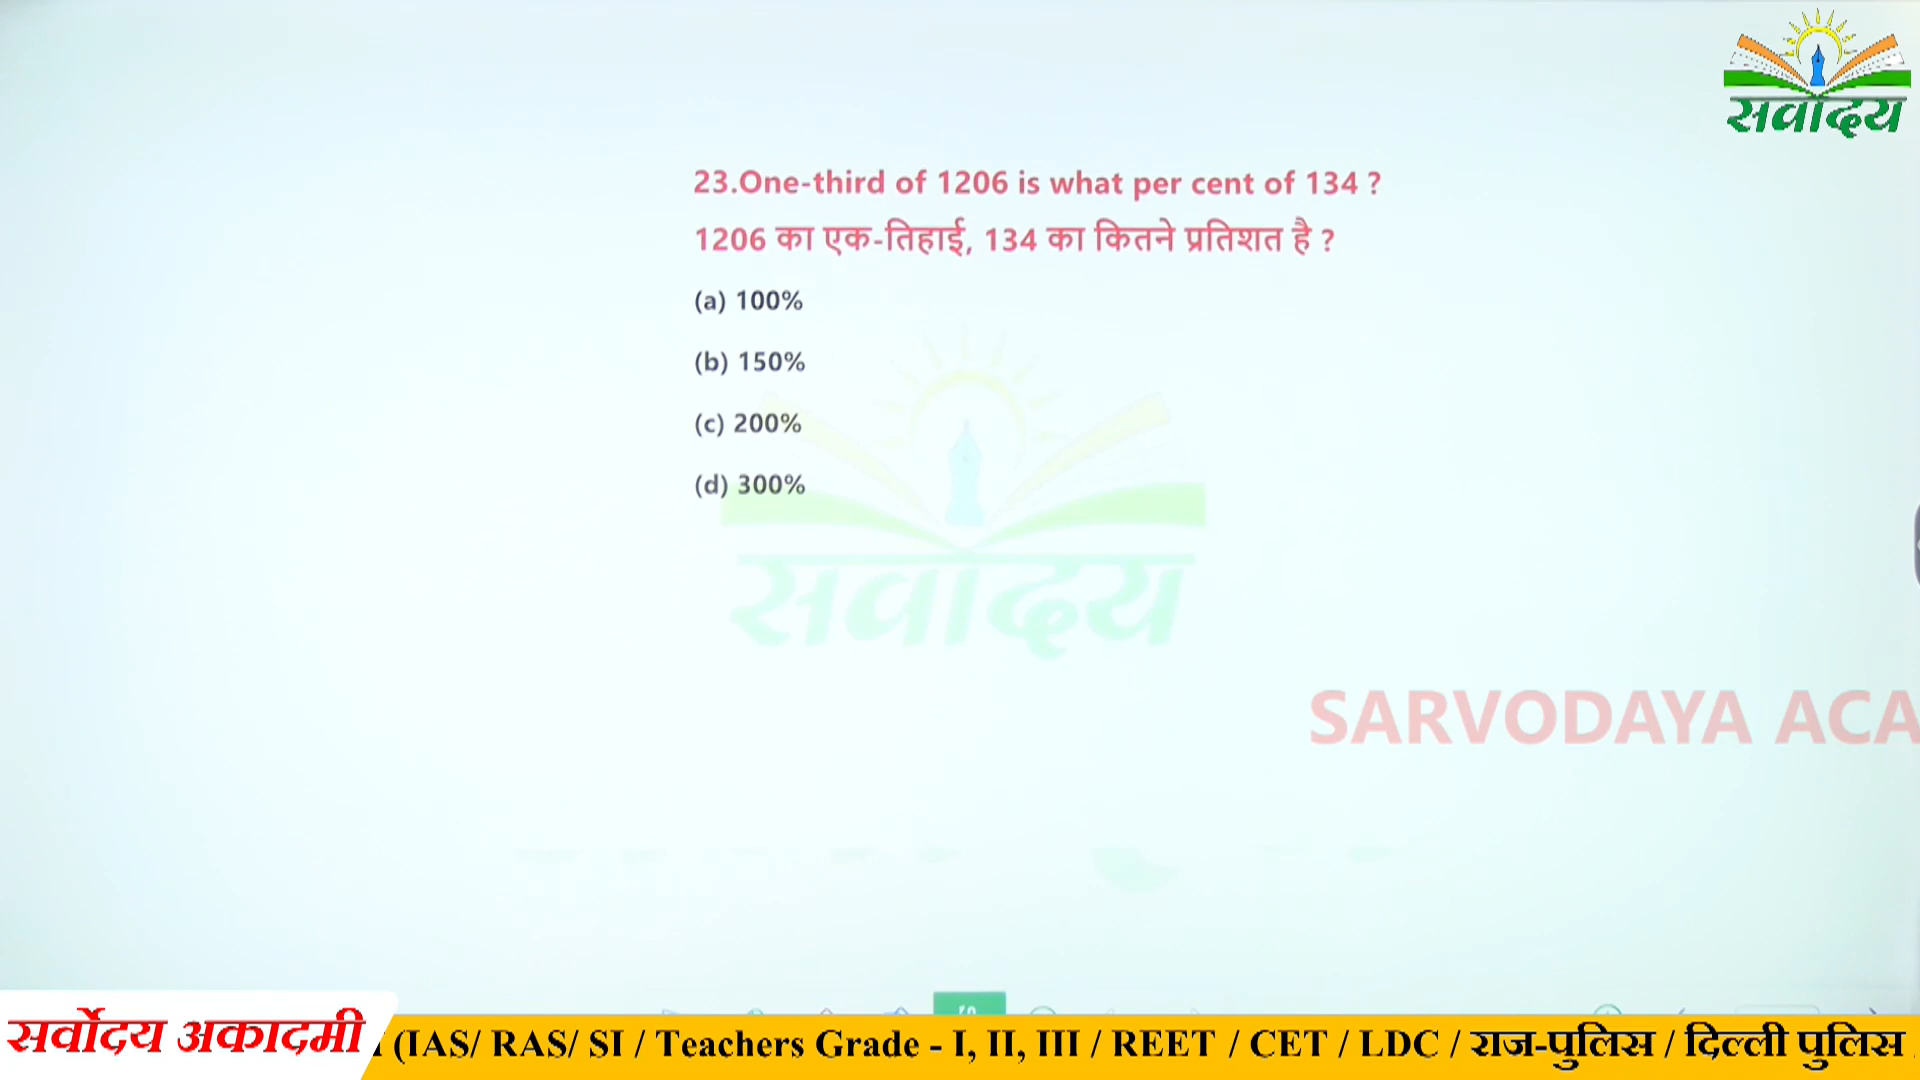 सर्वोदय
23.One-third of 1206 is what per cent of 134 ?
1206 का एक-तिहाई, 134 का कितने प्रतिशत है ?
(a) 100%
(b) 150%
(c) 200%
(d) 300%
सर्वोदय
SARVODAYA ACA
सर्वोदय अकादमी
(IAS/ RAS/ SI / Teachers Grade - I, II, III / REET / CET / LDC / राज-पुलिस / दिल्ली पुलिस